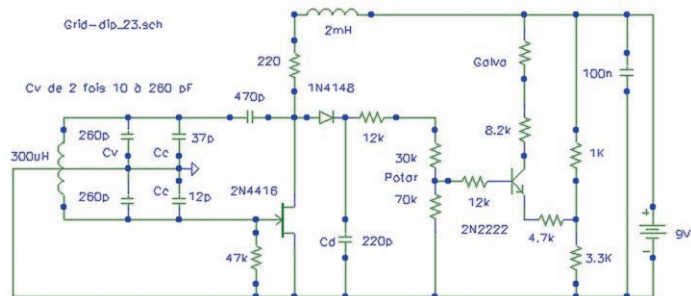 Grid-dip_23.sch
2mH
220
Galva
100n
1N4148
Cv de 2 fois 10 à 260 pF
470p
12k
8.2k
260p
37p
Cv
Cc
30k
1K
300uH
Potar
2N4416
Cc
260p
12p
70k
12k
+
9V
-
2N2222
4.7k
Cd
220p
47k
3.3K